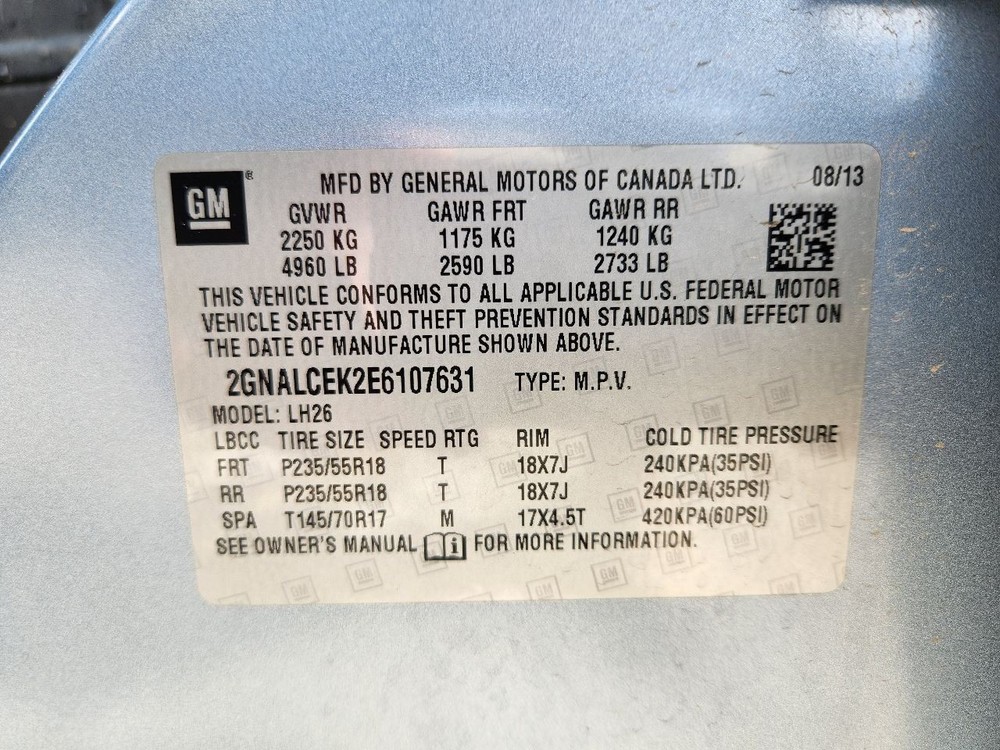 GM® MFD BY GENERAL MOTORS OF CANADA LTD. 08/13
GVWR GAWR FRT GAWR RR
2250 KG 1175 KG 1240 KG
4960 LB 2590 LB 2733 LB
THIS VEHICLE CONFORMS TO ALL APPLICABLE U.S. FEDERAL MOTOR
VEHICLE SAFETY AND THEFT PREVENTION STANDARDS IN EFFECT ON
THE DATE OF MANUFACTURE SHOWN ABOVE.
2GNALCEK2E6107631 TYPE: M.P.V.
MODEL: LH26
LBCC TIRE SIZE SPEED RTG RIM COLD TIRE PRESSURE
FRT P235/55R18 T 18X7J 240KPA(35PSI)
RR P235/55R18 T 18X7J 240KPA(35PSI)
SPA T145/70R17 M 17X4.5T 420KPA(60PSI)
SEE OWNER'S MANUAL i FOR MORE INFORMATION.